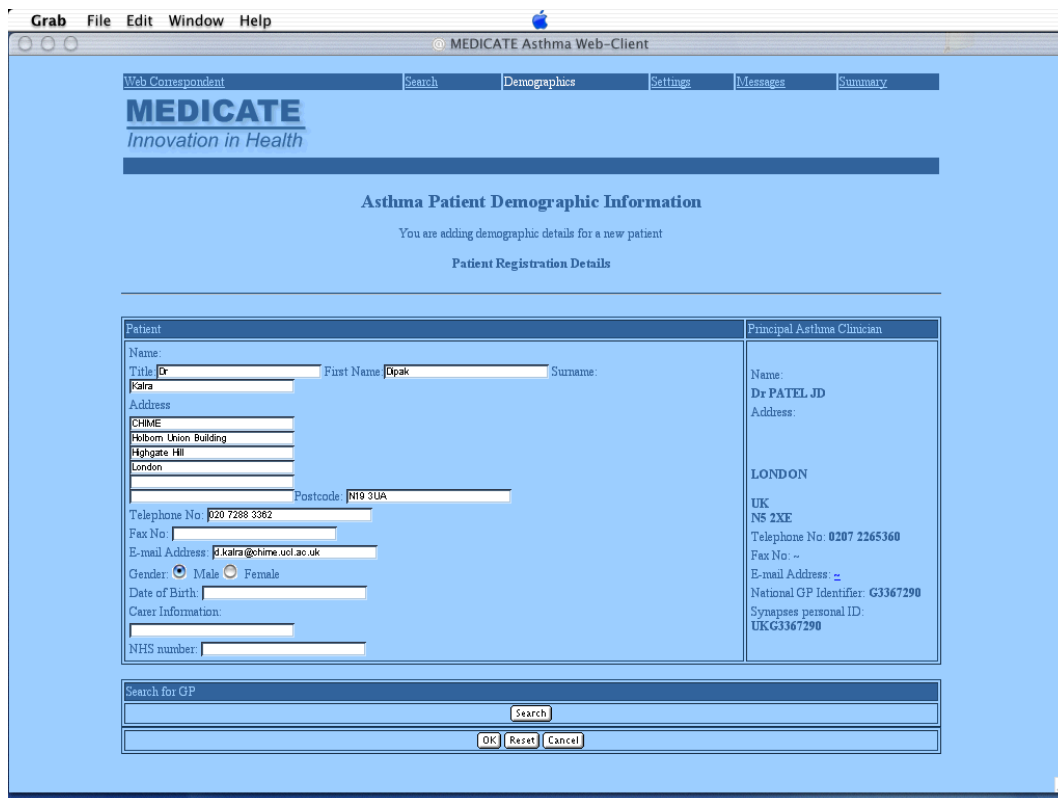 Grab File Edit Window Help
@ MEDICATE Asthma Web-Client
Web Correspondent Search Demographics Settings Messages Summary
MEDICATE
Innovation in Health
Asthma Patient Demographic Information
You are adding demographic details for a new patient
Patient Registration Details
Patient
Name:
Title: Dr First Name: Dipak Surname:
Kalra
Address
CHIME
Holborn Union Building
Highgate Hill
London
Postcode: N19 3UA
Telephone No: 020 7288 3362
Fax No:
E-mail Address: d.kalra@chime.ucl.ac.uk
Gender: Male Female
Date of Birth:
Carer Information:
NHS number:
Principal Asthma Clinician
Name:
Dr PATEL JD
Address:
LONDON
UK
N5 2XE
Telephone No: 0207 2265360
Fax No: ~
E-mail Address: ~
National GP Identifier: G3367290
Synapses personal ID:
UKG3367290
Search for GP
Search
OK Reset Cancel